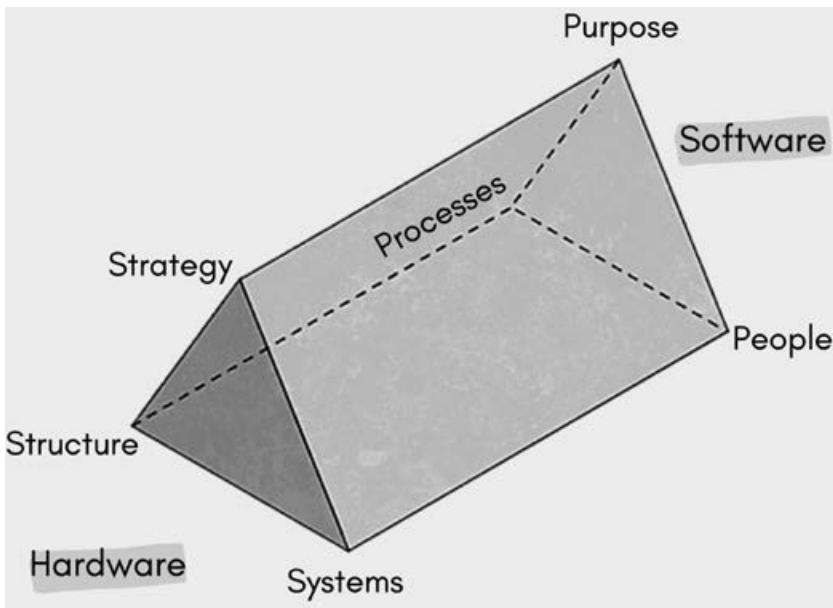 Purpose
Software
Processes
Strategy
People
Structure
Hardware
Systems